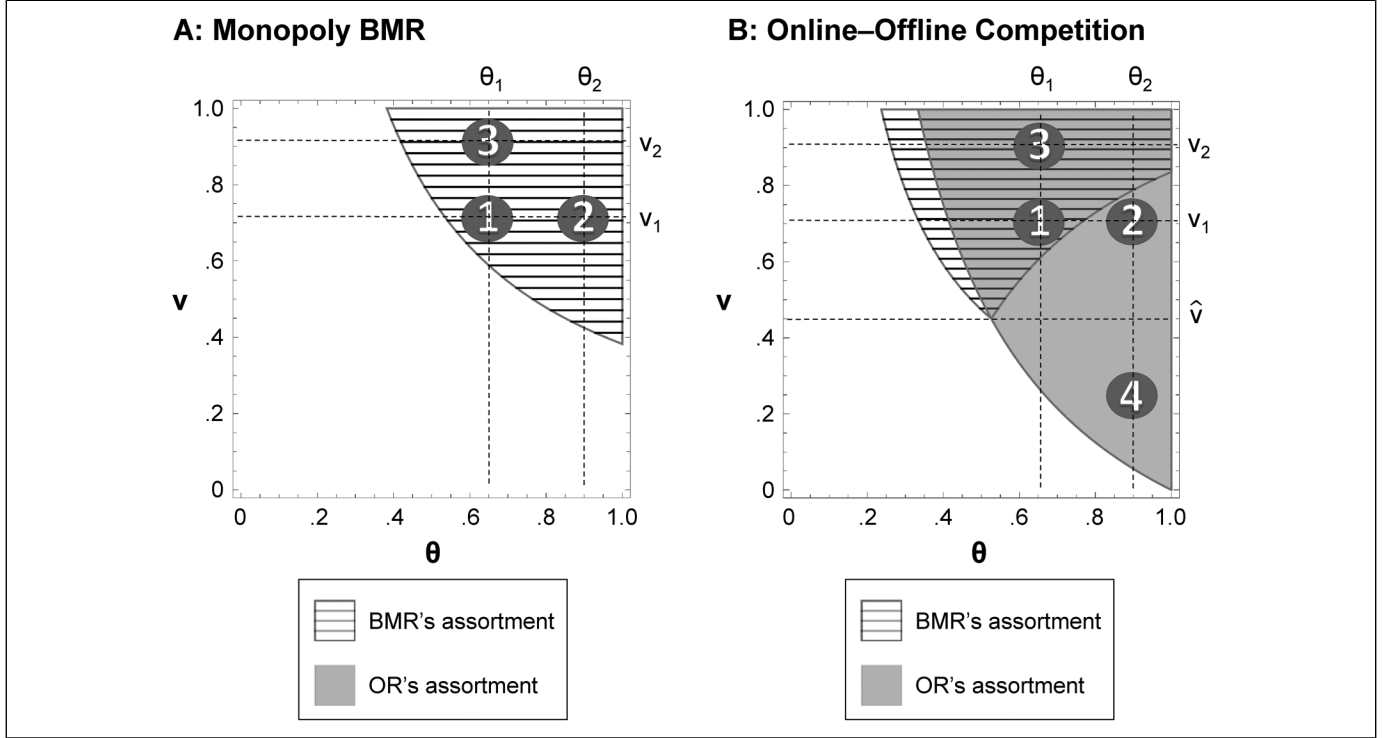 A: Monopoly BMR
θ1 θ2
1.0
.8
.6
.4
.2
0
v
3
1
2
v2
v1
0 .2 .4 .6 .8 1.0
θ
BMR's assortment
OR's assortment
B: Online–Offline Competition
θ1 θ2
1.0
.8
.6
.4
.2
0
v
3
1
2
4
v2
v1
v̂
0 .2 .4 .6 .8 1.0
θ
BMR's assortment
OR's assortment